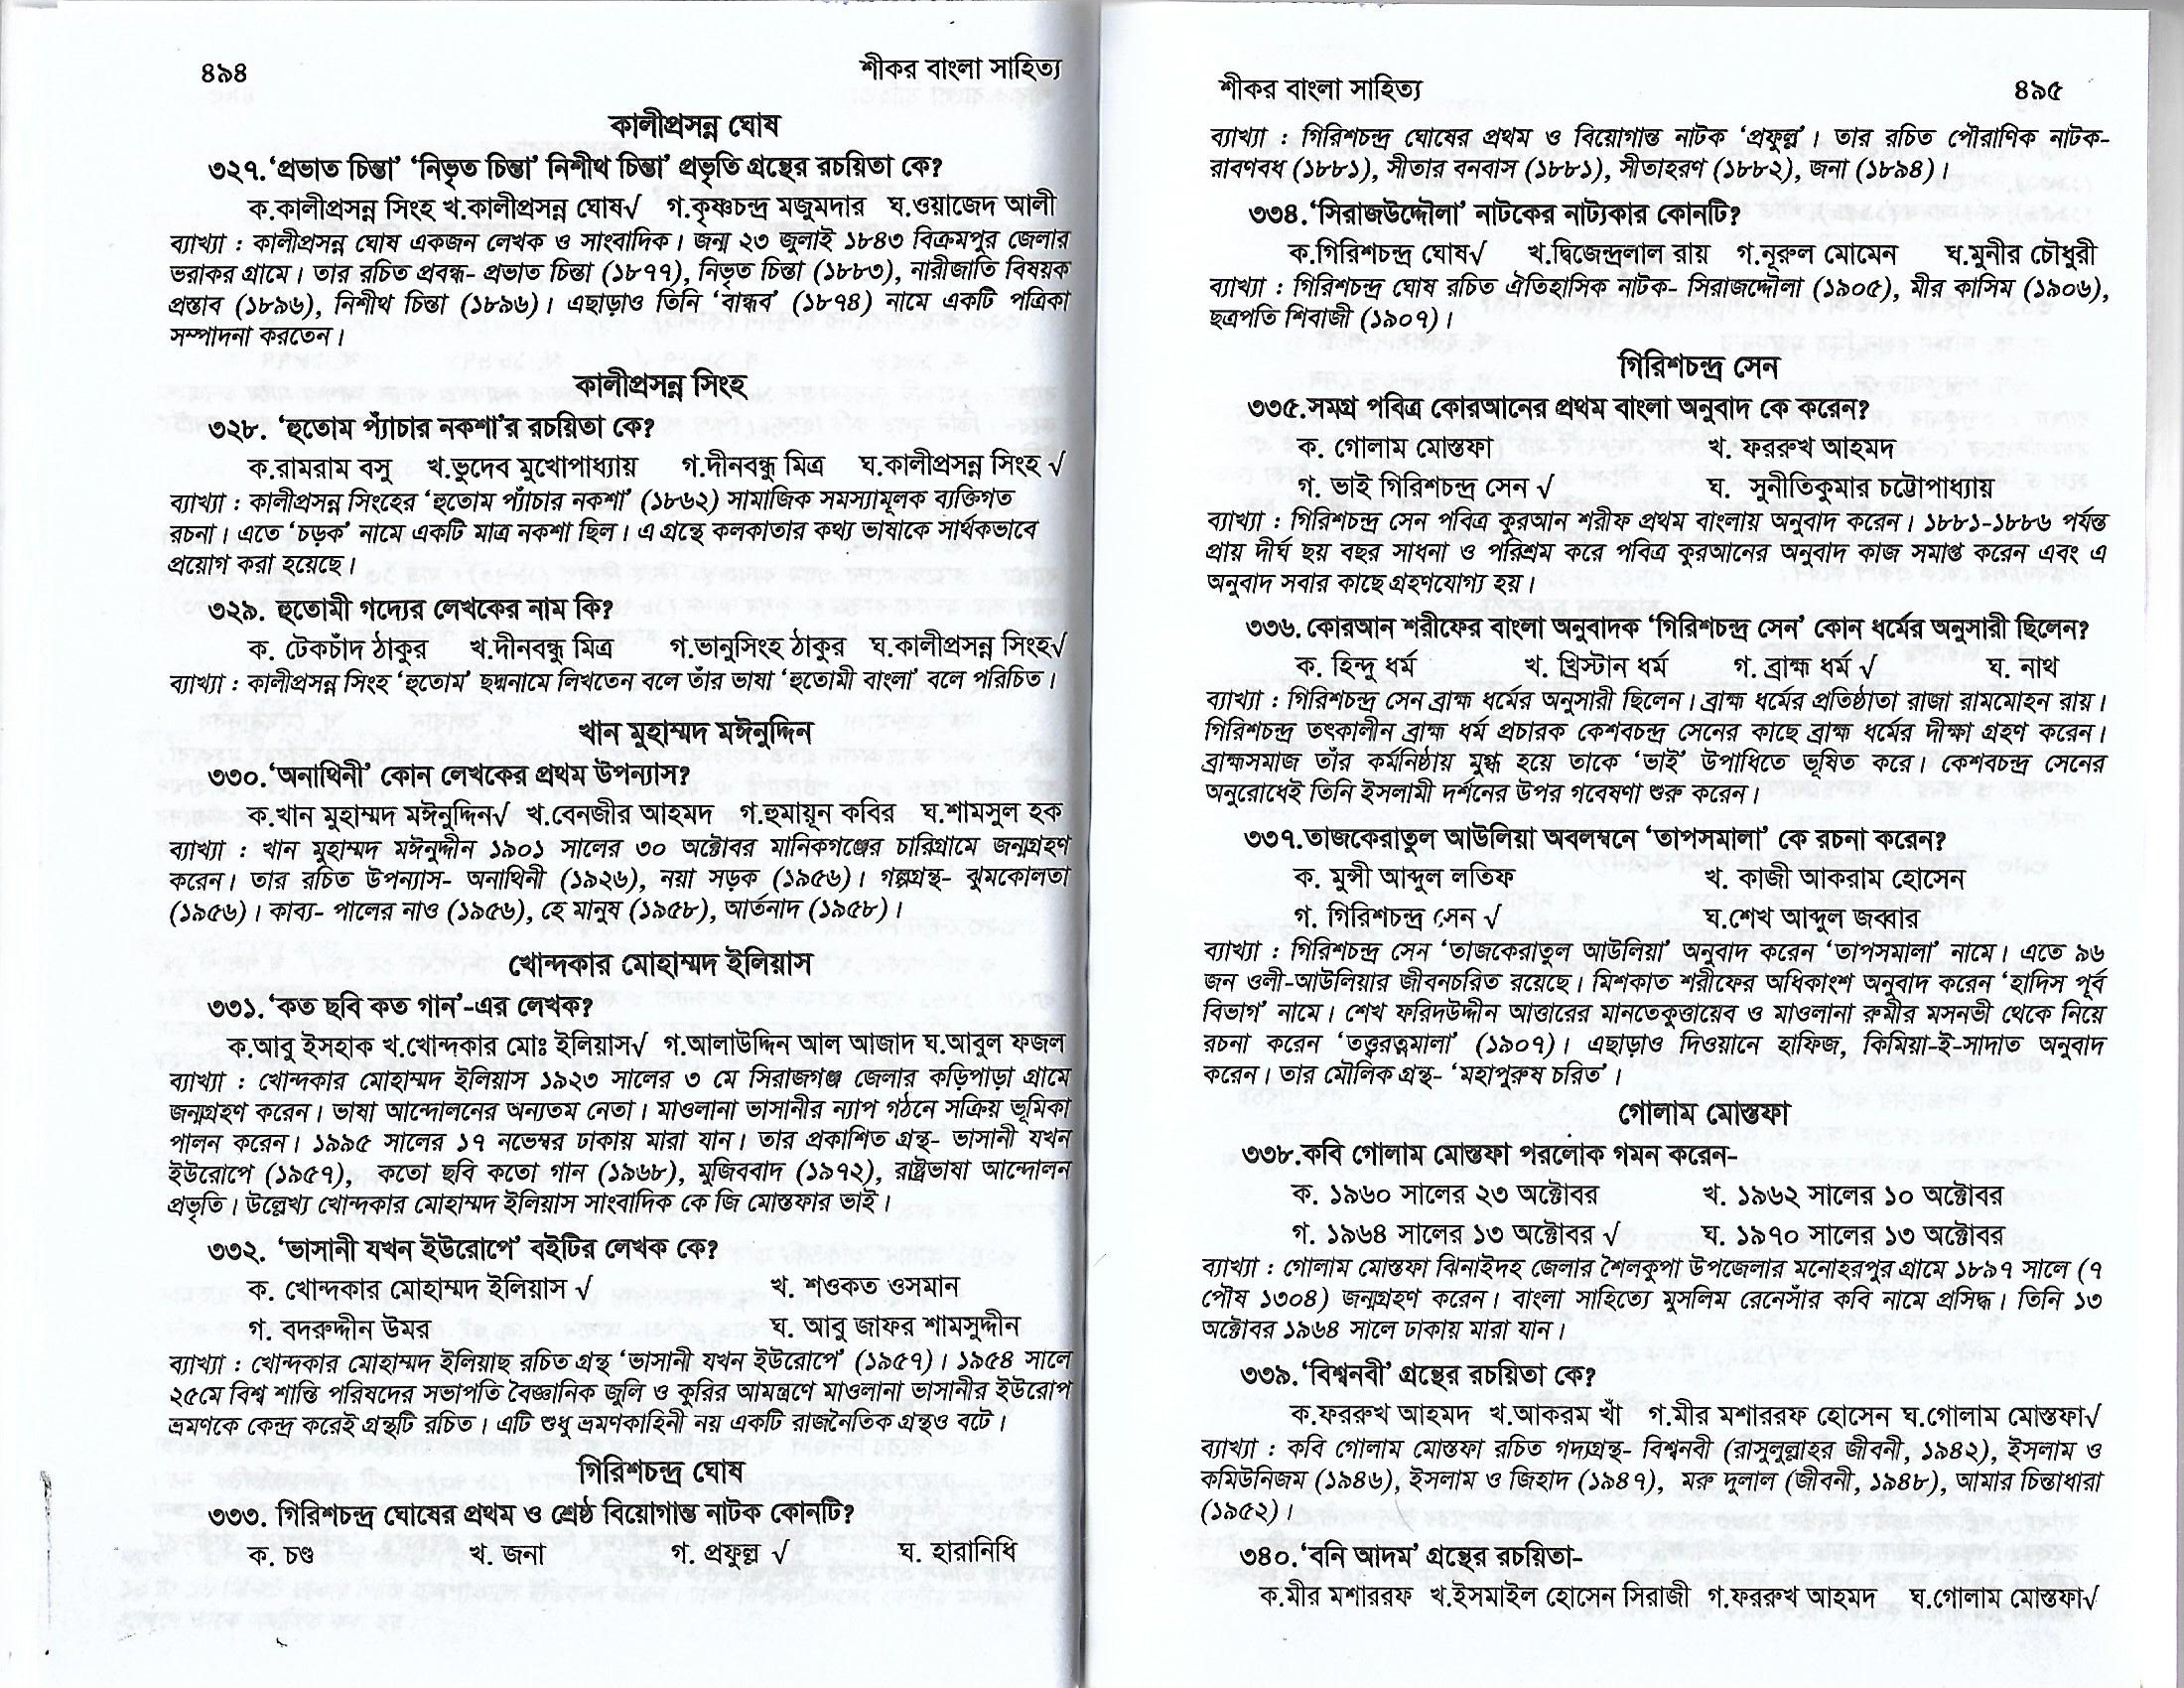 ৪৯৪
শীকর বাংলা সাহিত্য
কালীপ্রসন্ন ঘোষ
৩২৭.‘প্রভাত চিন্তা’ ‘নিভৃত চিন্তা’ নিশীথ চিন্তা’ প্রভৃতি গ্রন্থের রচয়িতা কে?
ক.কালীপ্রসন্ন সিংহ খ.কালীপ্রসন্ন ঘোষ√ গ.কৃষ্ণচন্দ্র মজুমদার ঘ.ওয়াজেদ আলী
ব্যাখ্যা : কালীপ্রসন্ন ঘোষ একজন লেখক ও সাংবাদিক। জন্ম ২৩ জুলাই ১৮৪৩ বিক্রমপুর জেলার
ভরাকর গ্রামে। তার রচিত প্রবন্ধ- প্রভাত চিন্তা (১৮৭৭), নিভৃত চিন্তা (১৮৮৩), নারীজাতি বিষয়ক
প্রস্তাব (১৮৯৬), নিশীথ চিন্তা (১৮৯৬)। এছাড়াও তিনি ‘বান্ধব’ (১৮৭৪) নামে একটি পত্রিকা
সম্পাদনা করতেন।
কালীপ্রসন্ন সিংহ
৩২৮. ‘হুতোম প্যাঁচার নকশা’র রচয়িতা কে?
ক.রামরাম বসু খ.ভুদেব মুখোপাধ্যায় গ.দীনবন্ধু মিত্র ঘ.কালীপ্রসন্ন সিংহ √
ব্যাখ্যা : কালীপ্রসন্ন সিংহের ‘হুতোম প্যাঁচার নকশা’ (১৮৬২) সামাজিক সমস্যামূলক ব্যক্তিগত
রচনা। এতে ‘চড়ক’ নামে একটি মাত্র নকশা ছিল। এ গ্রন্থে কলকাতার কথ্য ভাষাকে সার্থকভাবে
প্রয়োগ করা হয়েছে।
৩২৯. হুতোমী গদ্যের লেখকের নাম কি?
ক. টেকচাঁদ ঠাকুর খ.দীনবন্ধু মিত্র গ.ভানুসিংহ ঠাকুর ঘ.কালীপ্রসন্ন সিংহ√
ব্যাখ্যা : কালীপ্রসন্ন সিংহ ‘হুতোম’ ছদ্মনামে লিখতেন বলে তাঁর ভাষা ‘হুতোমী বাংলা’ বলে পরিচিত।
খান মুহাম্মদ মঈনুদ্দিন
৩৩০.‘অনাথিনী’ কোন লেখকের প্রথম উপন্যাস?
ক.খান মুহাম্মদ মঈনুদ্দিন√ খ.বেনজীর আহমদ গ.হুমায়ূন কবির ঘ.শামসুল হক
ব্যাখ্যা : খান মুহাম্মদ মঈনুদ্দীন ১৯০১ সালের ৩০ অক্টোবর মানিকগঞ্জের চারিগ্রামে জন্মগ্রহণ
করেন। তার রচিত উপন্যাস- অনাথিনী (১৯২৬), নয়া সড়ক (১৯৫৬)। গল্পগ্রন্থ- ঝুমকোলতা
(১৯৫৬)। কাব্য- পালের নাও (১৯৫৬), হে মানুষ (১৯৫৮), আর্তনাদ (১৯৫৮)।
খোন্দকার মোহাম্মদ ইলিয়াস
৩৩১.‘কত ছবি কত গান’-এর লেখক?
ক.আবু ইসহাক খ.খোন্দকার মোঃ ইলিয়াস√ গ.আলাউদ্দিন আল আজাদ ঘ.আবুল ফজল
ব্যাখ্যা : খোন্দকার মোহাম্মদ ইলিয়াস ১৯২৩ সালের ৩ মে সিরাজগঞ্জ জেলার কড়িপাড়া গ্রামে
জন্মগ্রহণ করেন। ভাষা আন্দোলনের অন্যতম নেতা। মাওলানা ভাসানীর ন্যাপ গঠনে সক্রিয় ভূমিকা
পালন করেন। ১৯৯৫ সালের ১৭ নভেম্বর ঢাকায় মারা যান। তার প্রকাশিত গ্রন্থ- ভাসানী যখন
ইউরোপে (১৯৫৭), কতো ছবি কতো গান (১৯৬৮), মুজিববাদ (১৯৭২), রাষ্ট্রভাষা আন্দোলন
প্রভৃতি। উল্লেখ্য খোন্দকার মোহাম্মদ ইলিয়াস সাংবাদিক কে জি মোস্তফার ভাই।
৩৩২. ‘ভাসানী যখন ইউরোপে’ বইটির লেখক কে?
ক. খোন্দকার মোহাম্মদ ইলিয়াস √ খ. শওকত ওসমান
গ. বদরুদ্দীন উমর ঘ. আবু জাফর শামসুদ্দীন
ব্যাখ্যা : খোন্দকার মোহাম্মদ ইলিয়াছ রচিত গ্রন্থ ‘ভাসানী যখন ইউরোপে’ (১৯৫৭)। ১৯৫৪ সালে
২৫মে বিশ্ব শান্তি পরিষদের সভাপতি বৈজ্ঞানিক জুলি ও কুরির আমন্ত্রণে মাওলানা ভাসানীর ইউরোপ
ভ্রমণকে কেন্দ্র করেই গ্রন্থটি রচিত। এটি শুধু ভ্রমণকাহিনী নয় একটি রাজনৈতিক গ্রন্থও বটে।
গিরিশচন্দ্র ঘোষ
৩৩৩. গিরিশচন্দ্র ঘোষের প্রথম ও শ্রেষ্ঠ বিয়োগান্ত নাটক কোনটি?
ক. চণ্ড খ. জনা গ. প্রফুল্ল √ ঘ. হারানিধি
শীকর বাংলা সাহিত্য
৪৯৫
ব্যাখ্যা : গিরিশচন্দ্র ঘোষের প্রথম ও বিয়োগান্ত নাটক ‘প্রফুল্ল’। তার রচিত পৌরাণিক নাটক-
রাবণবধ (১৮৮১), সীতার বনবাস (১৮৮১), সীতাহরণ (১৮৮২), জনা (১৮৯৪)।
৩৩৪.‘সিরাজউদ্দৌলা’ নাটকের নাট্যকার কোনটি?
ক.গিরিশচন্দ্র ঘোষ√ খ.দ্বিজেন্দ্রলাল রায় গ.নূরুল মোমেন ঘ.মুনীর চৌধুরী
ব্যাখ্যা : গিরিশচন্দ্র ঘোষ রচিত ঐতিহাসিক নাটক- সিরাজদ্দৌলা (১৯০৫), মীর কাসিম (১৯০৬),
ছত্রপতি শিবাজী (১৯০৭)।
গিরিশচন্দ্র সেন
৩৩৫.সমগ্র পবিত্র কোরআনের প্রথম বাংলা অনুবাদ কে করেন?
ক. গোলাম মোস্তফা খ. ফররুখ আহমদ
গ. ভাই গিরিশচন্দ্র সেন √ ঘ. সুনীতিকুমার চট্টোপাধ্যায়
ব্যাখ্যা : গিরিশচন্দ্র সেন পবিত্র কুরআন শরীফ প্রথম বাংলায় অনুবাদ করেন। ১৮৮১-১৮৮৬ পর্যন্ত
প্রায় দীর্ঘ ছয় বছর সাধনা ও পরিশ্রম করে পবিত্র কুরআনের অনুবাদ কাজ সমাপ্ত করেন এবং এ
অনুবাদ সবার কাছে গ্রহণযোগ্য হয়।
৩৩৬.কোরআন শরীফের বাংলা অনুবাদক ‘গিরিশচন্দ্র সেন’ কোন ধর্মের অনুসারী ছিলেন?
ক. হিন্দু ধর্ম খ. খ্রিস্টান ধর্ম গ. ব্রাহ্ম ধর্ম √ ঘ. নাথ
ব্যাখ্যা : গিরিশচন্দ্র সেন ব্রাহ্ম ধর্মের অনুসারী ছিলেন। ব্রাহ্ম ধর্মের প্রতিষ্ঠাতা রাজা রামমোহন রায়।
গিরিশচন্দ্র তৎকালীন ব্রাহ্ম ধর্ম প্রচারক কেশবচন্দ্র সেনের কাছে ব্রাহ্ম ধর্মের দীক্ষা গ্রহণ করেন।
ব্রাহ্মসমাজ তাঁর কর্মনিষ্ঠায় মুগ্ধ হয়ে তাকে ‘ভাই’ উপাধিতে ভূষিত করে। কেশবচন্দ্র সেনের
অনুরোধেই তিনি ইসলামী দর্শনের উপর গবেষণা শুরু করেন।
৩৩৭.তাজকেরাতুল আউলিয়া অবলম্বনে ‘তাপসমালা’ কে রচনা করেন?
ক. মুন্সী আব্দুল লতিফ খ. কাজী আকরাম হোসেন
গ. গিরিশচন্দ্র সেন √ ঘ.শেখ আব্দুল জব্বার
ব্যাখ্যা : গিরিশচন্দ্র সেন ‘তাজকেরাতুল আউলিয়া’ অনুবাদ করেন ‘তাপসমালা’ নামে। এতে ৯৬
জন ওলী-আউলিয়ার জীবনচরিত রয়েছে। মিশকাত শরীফের অধিকাংশ অনুবাদ করেন ‘হাদিস পূর্ব
বিভাগ’ নামে। শেখ ফরিদউদ্দীন আত্তারের মানতেকুত্তায়েব ও মাওলানা রুমীর মসনভী থেকে নিয়ে
রচনা করেন ‘তত্ত্বরত্নমালা’ (১৯০৭)। এছাড়াও দিওয়ানে হাফিজ, কিমিয়া-ই-সাদাত অনুবাদ
করেন। তার মৌলিক গ্রন্থ- ‘মহাপুরুষ চরিত’।
গোলাম মোস্তফা
৩৩৮.কবি গোলাম মোস্তফা পরলোক গমন করেন-
ক. ১৯৬০ সালের ২৩ অক্টোবর খ. ১৯৬২ সালের ১০ অক্টোবর
গ. ১৯৬৪ সালের ১৩ অক্টোবর √ ঘ. ১৯৭০ সালের ১৩ অক্টোবর
ব্যাখ্যা : গোলাম মোস্তফা ঝিনাইদহ জেলার শৈলকুপা উপজেলার মনোহরপুর গ্রামে ১৮৯৭ সালে (৭
পৌষ ১৩০৪) জন্মগ্রহণ করেন। বাংলা সাহিত্যে মুসলিম রেনেসাঁর কবি নামে প্রসিদ্ধ। তিনি ১৩
অক্টোবর ১৯৬৪ সালে ঢাকায় মারা যান।
৩৩৯.‘বিশ্বনবী’ গ্রন্থের রচয়িতা কে?
ক.ফররুখ আহমদ খ.আকরম খাঁ গ.মীর মশাররফ হোসেন ঘ.গোলাম মোস্তফা√
ব্যাখ্যা : কবি গোলাম মোস্তফা রচিত গদ্যগ্রন্থ- বিশ্বনবী (রাসুলুল্লাহর জীবনী, ১৯৪২), ইসলাম ও
কমিউনিজম (১৯৪৬), ইসলাম ও জিহাদ (১৯৪৭), মরু দুলাল (জীবনী, ১৯৪৮), আমার চিন্তাধারা
(১৯৫২)।
৩৪০.‘বনি আদম’ গ্রন্থের রচয়িতা-
ক.মীর মশাররফ খ.ইসমাইল হোসেন সিরাজী গ.ফররুখ আহমদ ঘ.গোলাম মোস্তফা√